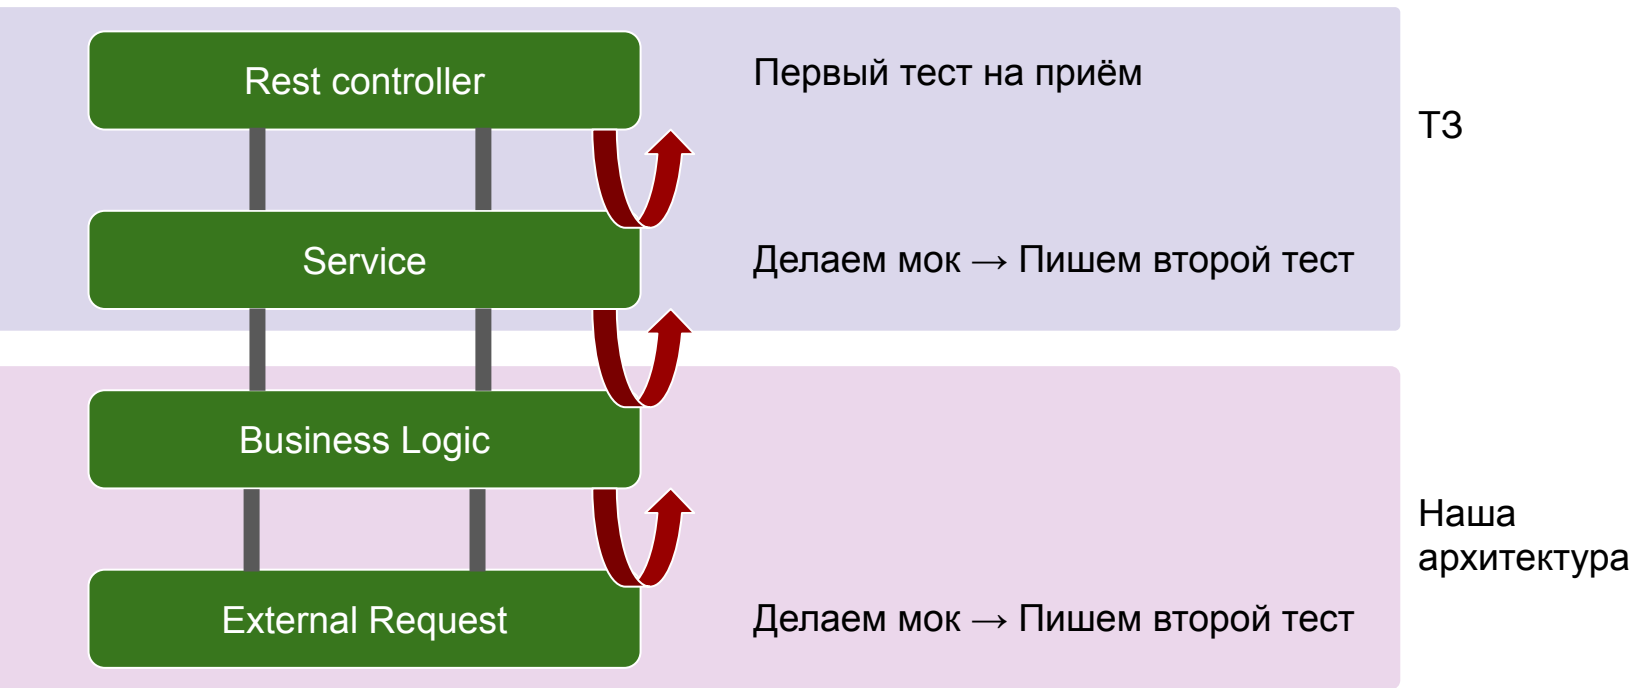 Rest controller
Первый тест на приём
ТЗ
Service
Делаем мок → Пишем второй тест
Business Logic
Наша
архитектура
External Request
Делаем мок → Пишем второй тест